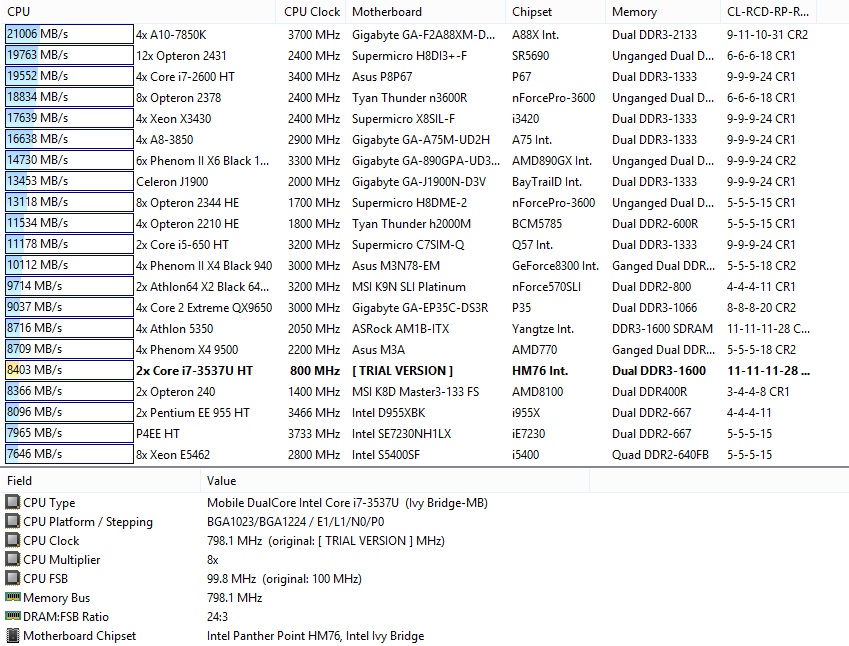 CPU CPU Clock Motherboard Chipset Memory CL-RCD-RP-R...
21006 MB/s 4x A10-7850K 3700 MHz Gigabyte GA-F2A88XM-D... A88X Int. Dual DDR3-2133 9-11-10-31 CR2
19763 MB/s 12x Opteron 2431 2400 MHz Supermicro H8DI3+-F SR5690 Unganged Dual D... 6-6-6-18 CR1
19552 MB/s 4x Core i7-2600 HT 3400 MHz Asus P8P67 P67 Dual DDR3-1333 9-9-9-24 CR1
18834 MB/s 8x Opteron 2378 2400 MHz Tyan Thunder n3600R nForcePro-3600 Unganged Dual D... 6-6-6-18 CR1
17639 MB/s 4x Xeon X3430 2400 MHz Supermicro X8SIL-F i3420 Dual DDR3-1333 9-9-9-24 CR1
16638 MB/s 4x A8-3850 2900 MHz Gigabyte GA-A75M-UD2H A75 Int. Dual DDR3-1333 9-9-9-24 CR1
14730 MB/s 6x Phenom II X6 Black 1... 3300 MHz Gigabyte GA-890GPA-UD3... AMD890GX Int. Unganged Dual D... 9-9-9-24 CR2
13453 MB/s Celeron J1900 2000 MHz Gigabyte GA-J1900N-D3V BayTrailD Int. Dual DDR3-1333 9-9-9-24 CR1
13118 MB/s 8x Opteron 2344 HE 1700 MHz Supermicro H8DME-2 nForcePro-3600 Unganged Dual D... 5-5-5-15 CR1
11534 MB/s 4x Opteron 2210 HE 1800 MHz Tyan Thunder h2000M BCM5785 Dual DDR2-600R 5-5-5-15 CR1
11178 MB/s 2x Core i5-650 HT 3200 MHz Supermicro C7SIM-Q Q57 Int. Dual DDR3-1333 9-9-9-24 CR1
10112 MB/s 4x Phenom II X4 Black 940 3000 MHz Asus M3N78-EM GeForce8300 Int. Ganged Dual DDR... 5-5-5-18 CR2
9714 MB/s 2x Athlon64 X2 Black 64... 3200 MHz MSI K9N SLI Platinum nForce570SLI Dual DDR2-800 4-4-4-11 CR1
9037 MB/s 4x Core 2 Extreme QX9650 3000 MHz Gigabyte GA-EP35C-DS3R P35 Dual DDR3-1066 8-8-8-20 CR2
8716 MB/s 4x Athlon 5350 2050 MHz ASRock AM1B-ITX Yangtze Int. DDR3-1600 SDRAM 11-11-11-28 C...
8709 MB/s 4x Phenom X4 9500 2200 MHz Asus M3A AMD770 Ganged Dual DDR... 5-5-5-18 CR2
8403 MB/s 2x Core i7-3537U HT 800 MHz [ TRIAL VERSION ] HM76 Int. Dual DDR3-1600 11-11-11-28 ...
8366 MB/s 2x Opteron 240 1400 MHz MSI K8D Master3-133 FS AMD8100 Dual DDR400R 3-4-4-8 CR1
8096 MB/s 2x Pentium EE 955 HT 3466 MHz Intel D955XBK i955X Dual DDR2-667 4-4-4-11
7965 MB/s P4EE HT 3733 MHz Intel SE7230NH1LX iE7230 Dual DDR2-667 5-5-5-15
7646 MB/s 8x Xeon E5462 2800 MHz Intel S5400SF i5400 Quad DDR2-640FB 5-5-5-15
Field Value
CPU Type Mobile DualCore Intel Core i7-3537U (Ivy Bridge-MB)
CPU Platform / Stepping BGA1023/BGA1224 / E1/L1/N0/P0
CPU Clock 798.1 MHz (original: [ TRIAL VERSION ] MHz)
CPU Multiplier 8x
CPU FSB 99.8 MHz (original: 100 MHz)
Memory Bus 798.1 MHz
DRAM:FSB Ratio 24:3
Motherboard Chipset Intel Panther Point HM76, Intel Ivy Bridge